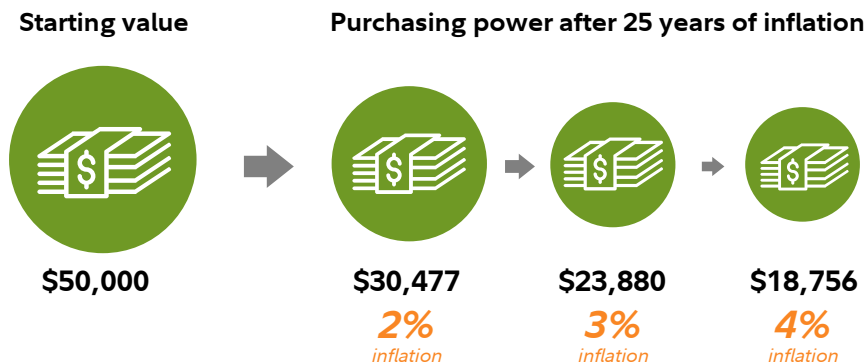 Starting value
Purchasing power after 25 years of inflation
$
$
$
$
$50,000
$30,477
$23,880
$18,756
2%
3%
4%
inflation
inflation
inflation